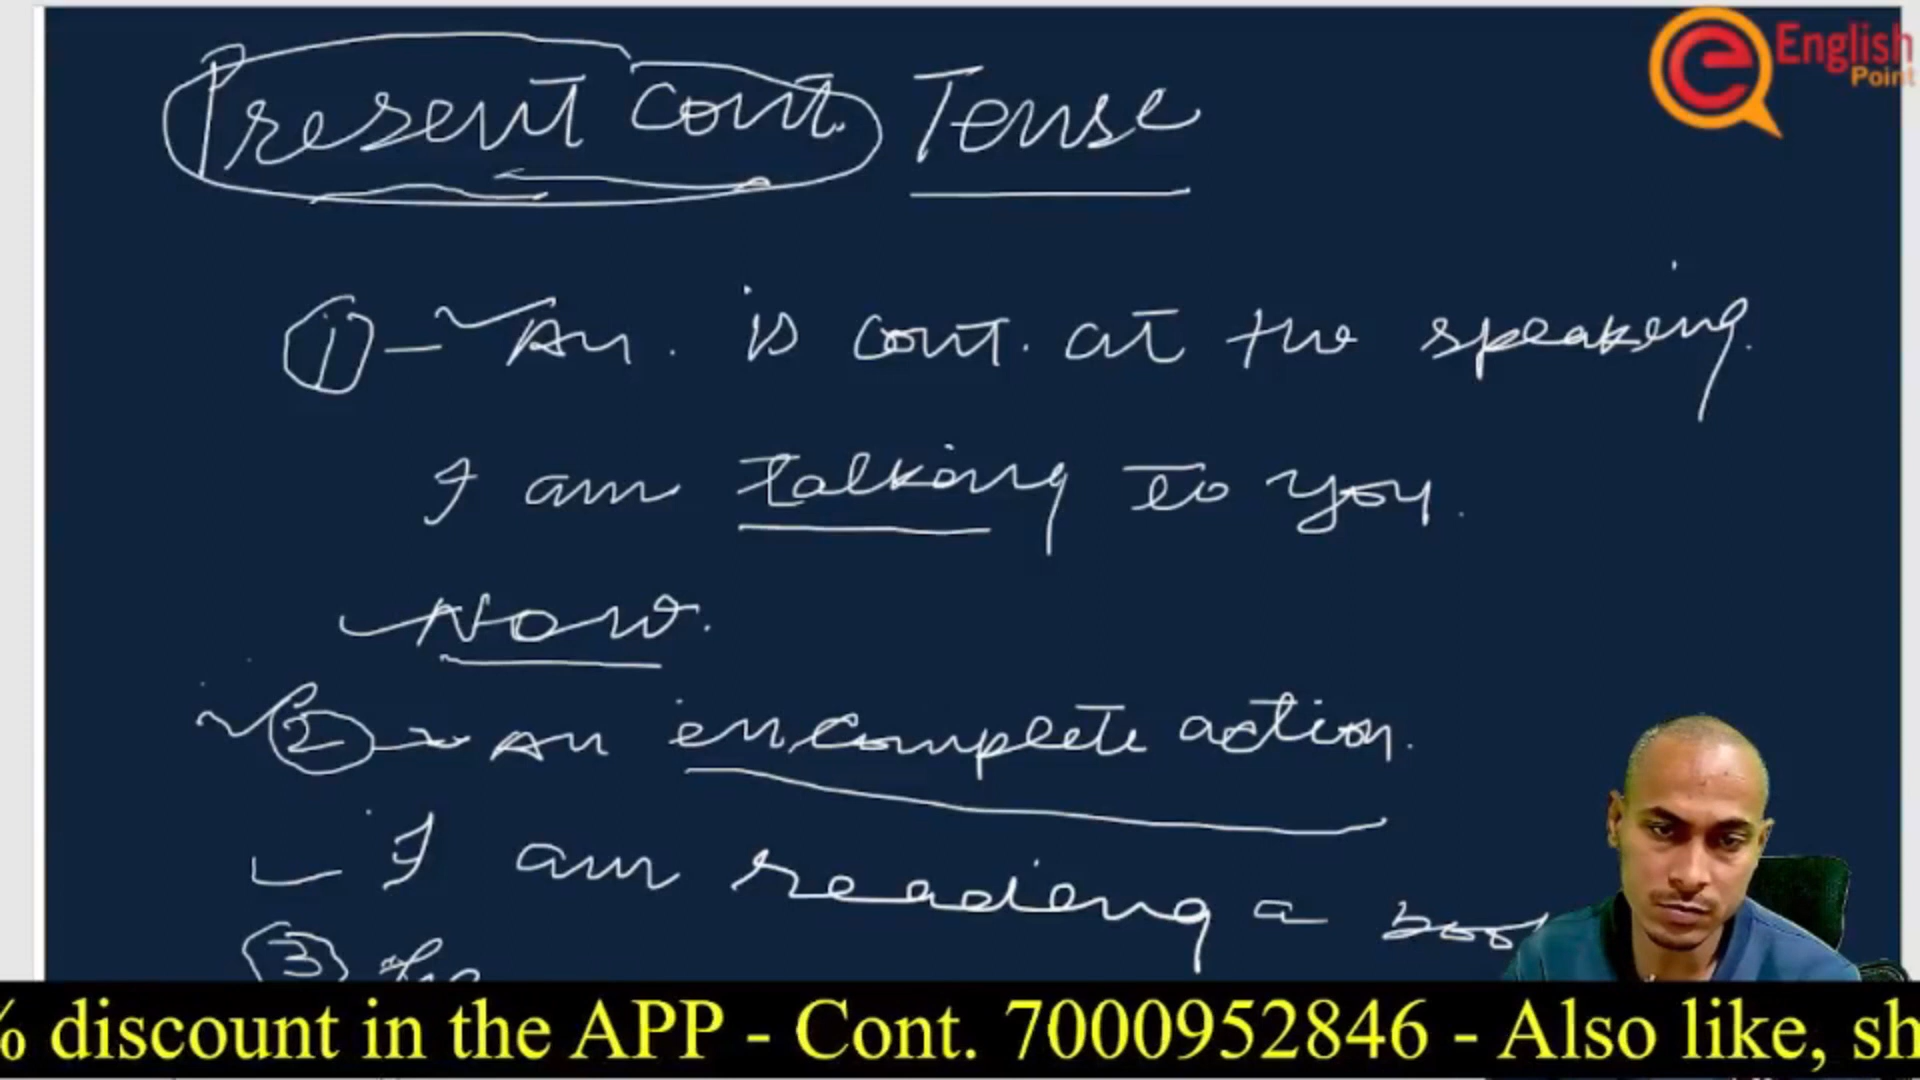 Present Cont. Tense
English
Point
① - An. is cont. at the speaking.
I am talking to you.
Now.
② - An incomplete action.
I am reading a
③
% discount in the APP - Cont. 7000952846 - Also like, sh